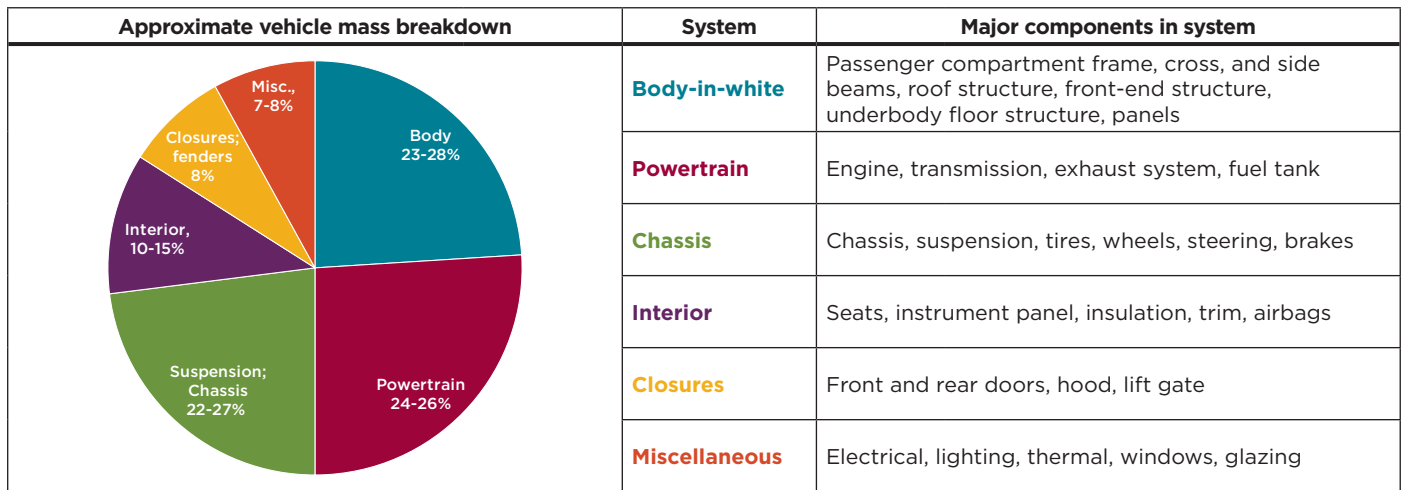 Approximate vehicle mass breakdown
System
Major components in system
Misc.,
7-8%
Body
23-28%
Closures;
fenders
8%
Interior,
10-15%
Suspension;
Chassis
22-27%
Powertrain
24-26%
Body-in-white
Passenger compartment frame, cross, and side
beams, roof structure, front-end structure,
underbody floor structure, panels
Powertrain
Engine, transmission, exhaust system, fuel tank
Chassis
Chassis, suspension, tires, wheels, steering, brakes
Interior
Seats, instrument panel, insulation, trim, airbags
Closures
Front and rear doors, hood, lift gate
Miscellaneous
Electrical, lighting, thermal, windows, glazing